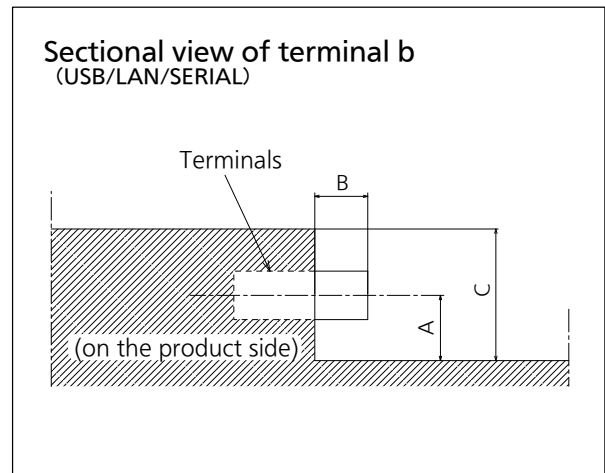 Sectional view of terminal b
(USB/LAN/SERIAL)
Terminals
B
C
A
(on the product side)